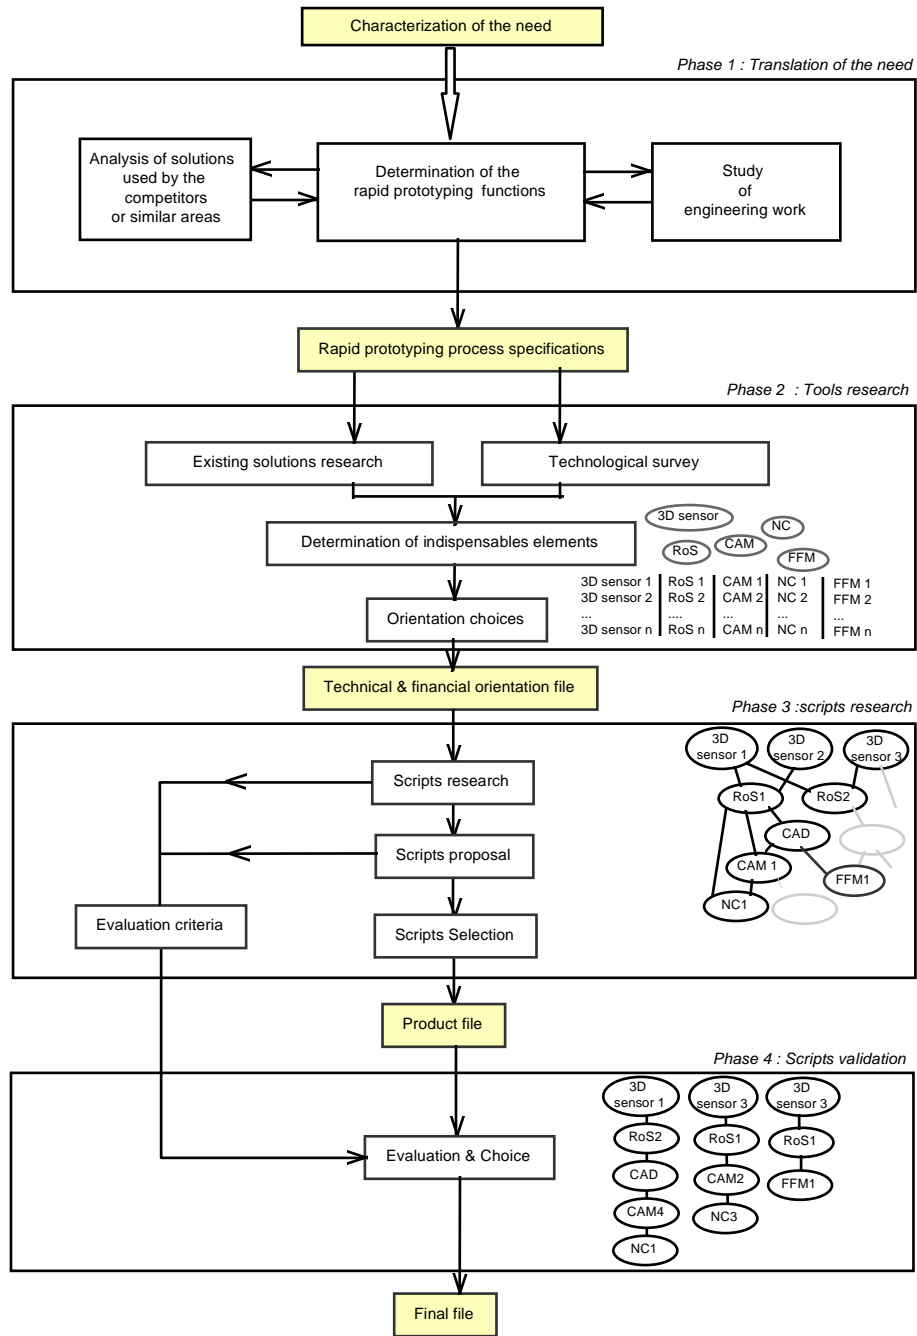 Characterization of the need
Phase 1 : Translation of the need
Analysis of solutions
used by the
competitors
or similar areas
Determination of the
rapid prototyping functions
Study
of
engineering work
Rapid prototyping process specifications
Phase 2 : Tools research
Existing solutions research
Technological survey
Determination of indispensables elements
3D sensor
NC
RoS
CAM
FFM
3D sensor 1 RoS 1 CAM 1 NC 1 FFM 1
3D sensor 2 RoS 2 CAM 2 NC 2 FFM 2
... .... ... ... ...
3D sensor n RoS n CAM n NC n FFM n
Orientation choices
Technical & financial orientation file
Phase 3 :scripts research
Scripts research
Scripts proposal
Evaluation criteria
Scripts Selection
3D
sensor 1
3D
sensor 2
3D
sensor 3
RoS1
RoS2
CAD
CAM 1
FFM1
NC1
Product file
Phase 4 : Scripts validation
Evaluation & Choice
3D
sensor 1
RoS2
CAD
CAM4
NC1
3D
sensor 3
RoS1
CAM2
NC3
3D
sensor 3
RoS1
FFM1
Final file